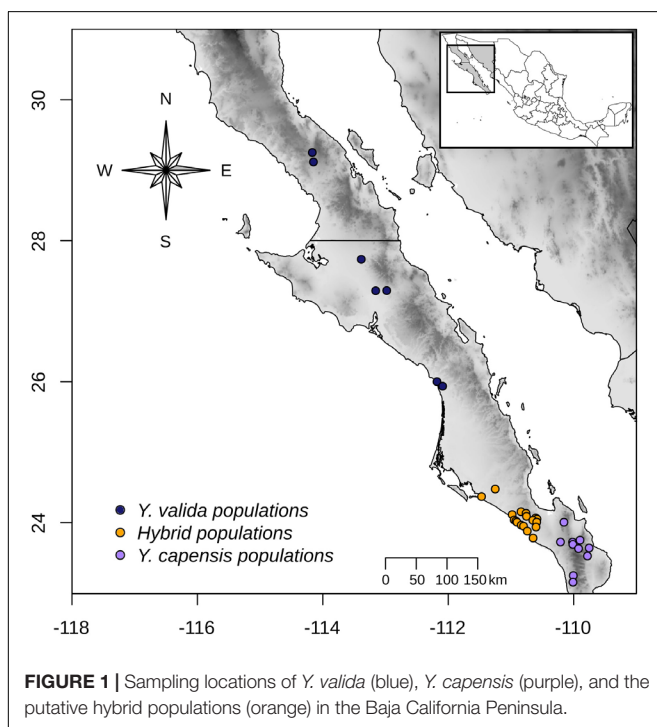 30
28
26
24
N
W E
S
Y. valida populations
Hybrid populations
Y. capensis populations
0 50 100 150 km
-118 -116 -114 -112 -110
FIGURE 1 | Sampling locations of Y. valida (blue), Y. capensis (purple), and the
putative hybrid populations (orange) in the Baja California Peninsula.